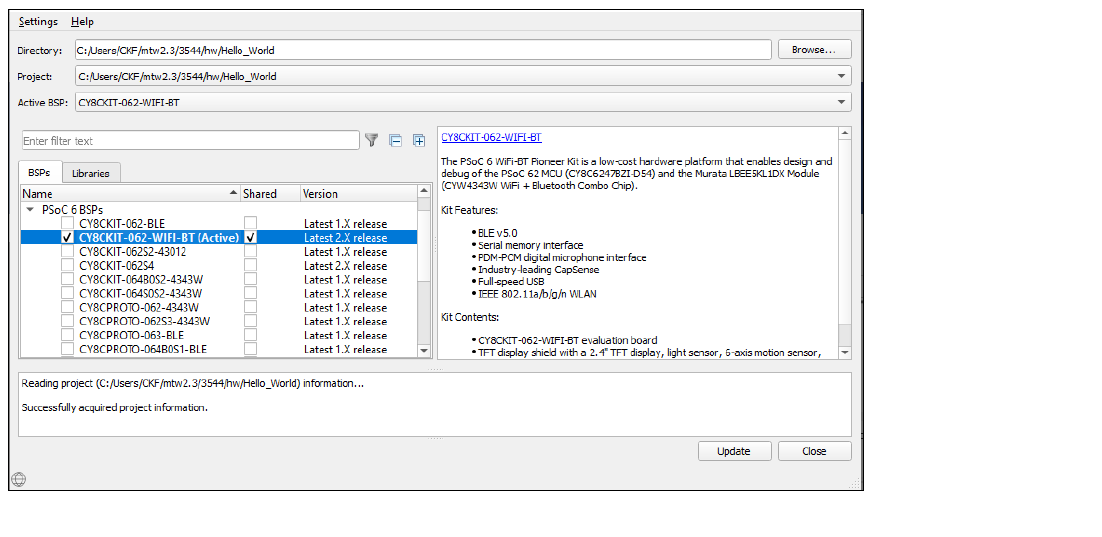 Settings Help
Directory: C:/Users/CKF/mtw2.3/3544/hw/Hello_World Browse...
Project: C:/Users/CKF/mtw2.3/3544/hw/Hello_World
Active BSP: CY8CKIT-062-WIFI-BT
Enter filter text
BSPs Libraries
Name Shared Version
PSoC 6 BSPs
CY8CKIT-062-BLE Latest 1.X release
CY8CKIT-062-WIFI-BT (Active) Latest 2.X release
CY8CKIT-062S2-43012 Latest 1.X release
CY8CKIT-062S4 Latest 2.X release
CY8CKIT-064B0S2-4343W Latest 1.X release
CY8CKIT-064S0S2-4343W Latest 1.X release
CY8CPROTO-062-4343W Latest 1.X release
CY8CPROTO-062S3-4343W Latest 1.X release
CY8CPROTO-063-BLE Latest 1.X release
CY8CPROTO-064B0S1-BLE Latest 1.X release
CY8CKIT-062-WIFI-BT
The PSoC 6 WiFi-BT Pioneer Kit is a low-cost hardware platform that enables design and
debug of the PSoC 62 MCU (CY8C6247BZI-D54) and the Murata LBEE5KL1DX Module
(CYW4343W WiFi + Bluetooth Combo Chip).
Kit Features:
• BLE v5.0
• Serial memory interface
• PDM-PCM digital microphone interface
• Industry-leading CapSense
• Full-speed USB
• IEEE 802.11a/b/g/n WLAN
Kit Contents:
• CY8CKIT-062-WIFI-BT evaluation board
• TFT display shield with a 2.4" TFT display, light sensor, 6-axis motion sensor,
Reading project (C:/Users/CKF/mtw2.3/3544/hw/Hello_World) information...
Successfully acquired project information.
Update Close